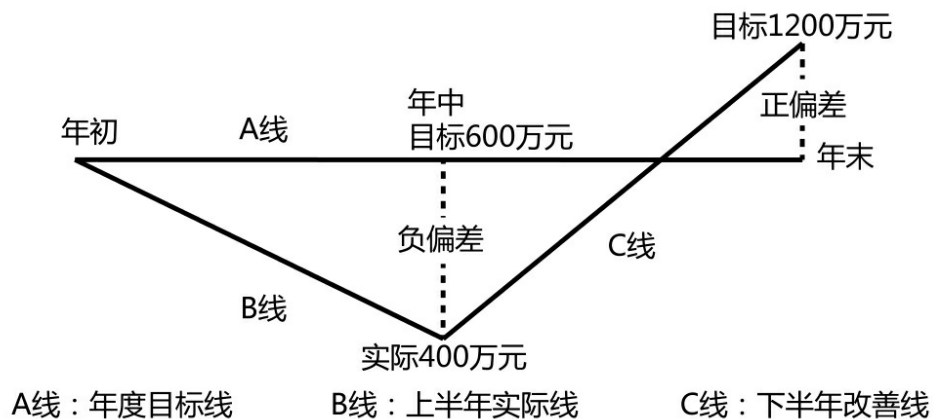 目标1200万元
年中
年初
A线
目标600万元
正偏差
年末
负偏差
C线
B线
实际400万元
A线：年度目标线 B线：上半年实际线 C线：下半年改善线